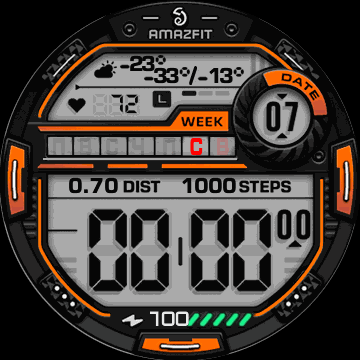 AMAZFIT
-23°
-33°/-13°
72
L
DATE
07
WEEK
П В С Ч П С В
0.70 DIST 1000 STEPS
00:00 00
100